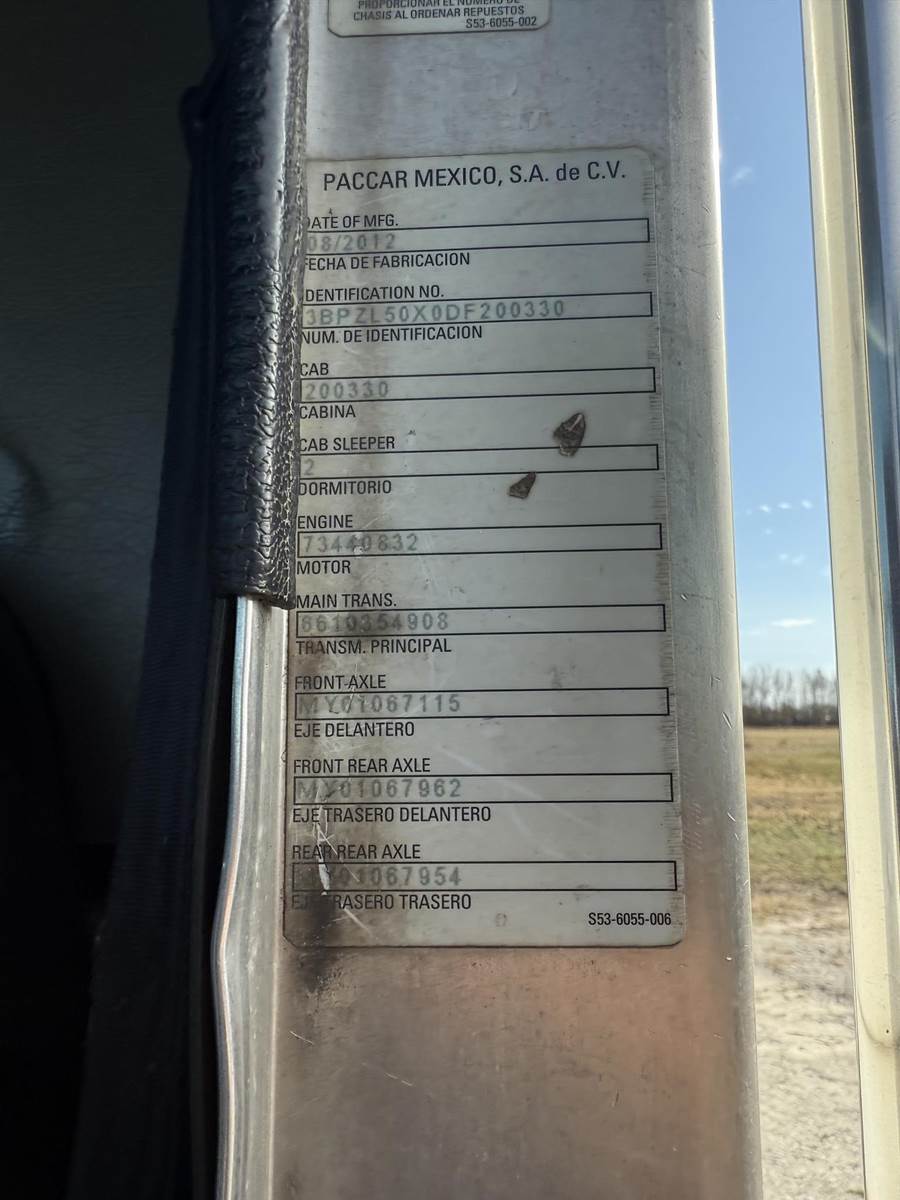 PROPORCIONAR EL NUMERO DE
CHASIS AL ORDENAR REPUESTOS
S53-6055-002
PACCAR MEXICO, S.A. de C.V.
DATE OF MFG.
08/2012
FECHA DE FABRICACION
IDENTIFICATION NO.
3BPZL50X0DF200330
NUM. DE IDENTIFICACION
CAB
200330
CABINA
CAB SLEEPER
2
DORMITORIO
ENGINE
73440832
MOTOR
MAIN TRANS.
6610354908
TRANSM. PRINCIPAL
FRONT AXLE
MY01067115
EJE DELANTERO
FRONT REAR AXLE
MY01067962
EJE TRASERO DELANTERO
REAR REAR AXLE
MY01067954
EJE TRASERO TRASERO
S53-6055-006